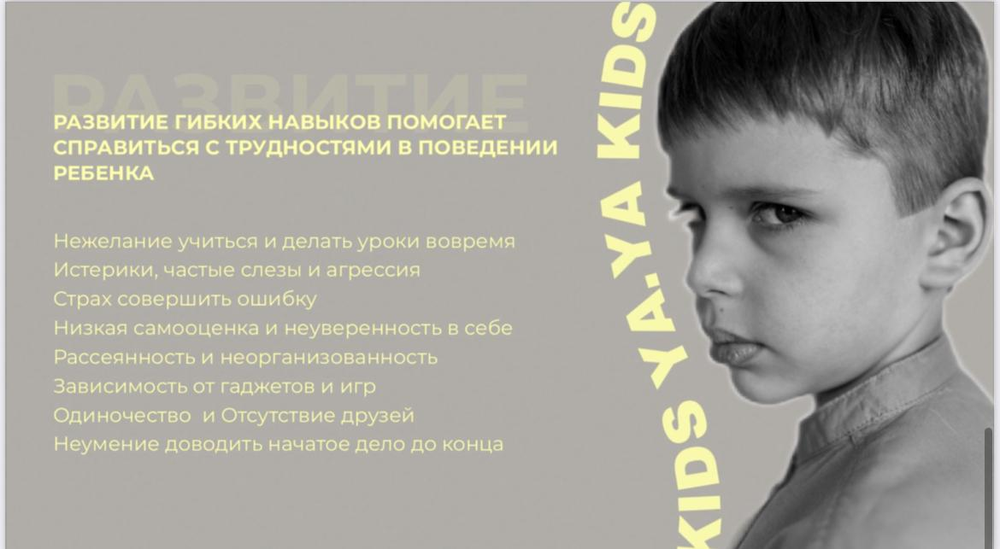 РАЗВИТИЕ
РАЗВИТИЕ ГИБКИХ НАВЫКОВ ПОМОГАЕТ
СПРАВИТЬСЯ С ТРУДНОСТЯМИ В ПОВЕДЕНИИ
РЕБЕНКА
Нежелание учиться и делать уроки вовремя
Истерики, частые слезы и агрессия
Страх совершить ошибку
Низкая самооценка и неуверенность в себе
Рассеянность и неорганизованность
Зависимость от гаджетов и игр
Одиночество  и Отсутствие друзей
Неумение доводить начатое дело до конца
KIDS YA.YA KIDS